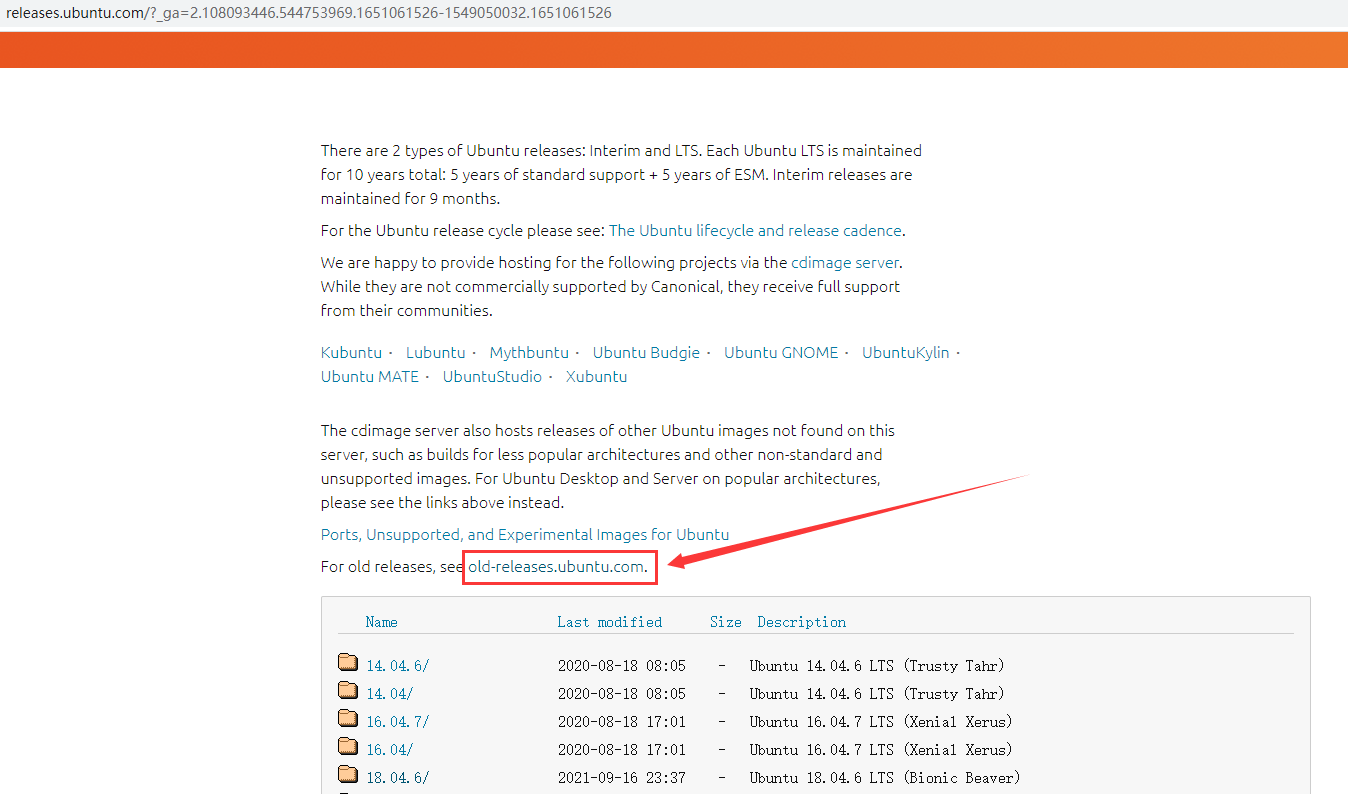 releases.ubuntu.com/?_ga=2.108093446.544753969.1651061526-1549050032.1651061526
There are 2 types of Ubuntu releases: Interim and LTS. Each Ubuntu LTS is maintained
for 10 years total: 5 years of standard support + 5 years of ESM. Interim releases are
maintained for 9 months.
For the Ubuntu release cycle please see: The Ubuntu lifecycle and release cadence.
We are happy to provide hosting for the following projects via the cdimage server.
While they are not commercially supported by Canonical, they receive full support
from their communities.
Kubuntu · Lubuntu · Mythbuntu · Ubuntu Budgie · Ubuntu GNOME · UbuntuKylin ·
Ubuntu MATE · UbuntuStudio · Xubuntu
The cdimage server also hosts releases of other Ubuntu images not found on this
server, such as builds for less popular architectures and other non-standard and
unsupported images. For Ubuntu Desktop and Server on popular architectures,
please see the links above instead.
Ports, Unsupported, and Experimental Images for Ubuntu
For old releases, see old-releases.ubuntu.com.
Name Last modified Size Description
14.04.6/ 2020-08-18 08:05 - Ubuntu 14.04.6 LTS (Trusty Tahr)
14.04/ 2020-08-18 08:05 - Ubuntu 14.04.6 LTS (Trusty Tahr)
16.04.7/ 2020-08-18 17:01 - Ubuntu 16.04.7 LTS (Xenial Xerus)
16.04/ 2020-08-18 17:01 - Ubuntu 16.04.7 LTS (Xenial Xerus)
18.04.6/ 2021-09-16 23:37 - Ubuntu 18.04.6 LTS (Bionic Beaver)